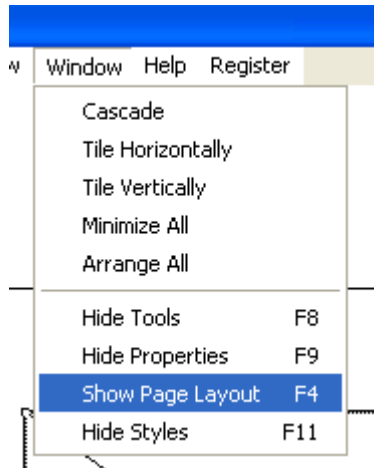 w Window Help Register
Cascade
Tile Horizontally
Tile Vertically
Minimize All
Arrange All
Hide Tools F8
Hide Properties F9
Show Page Layout F4
Hide Styles F11